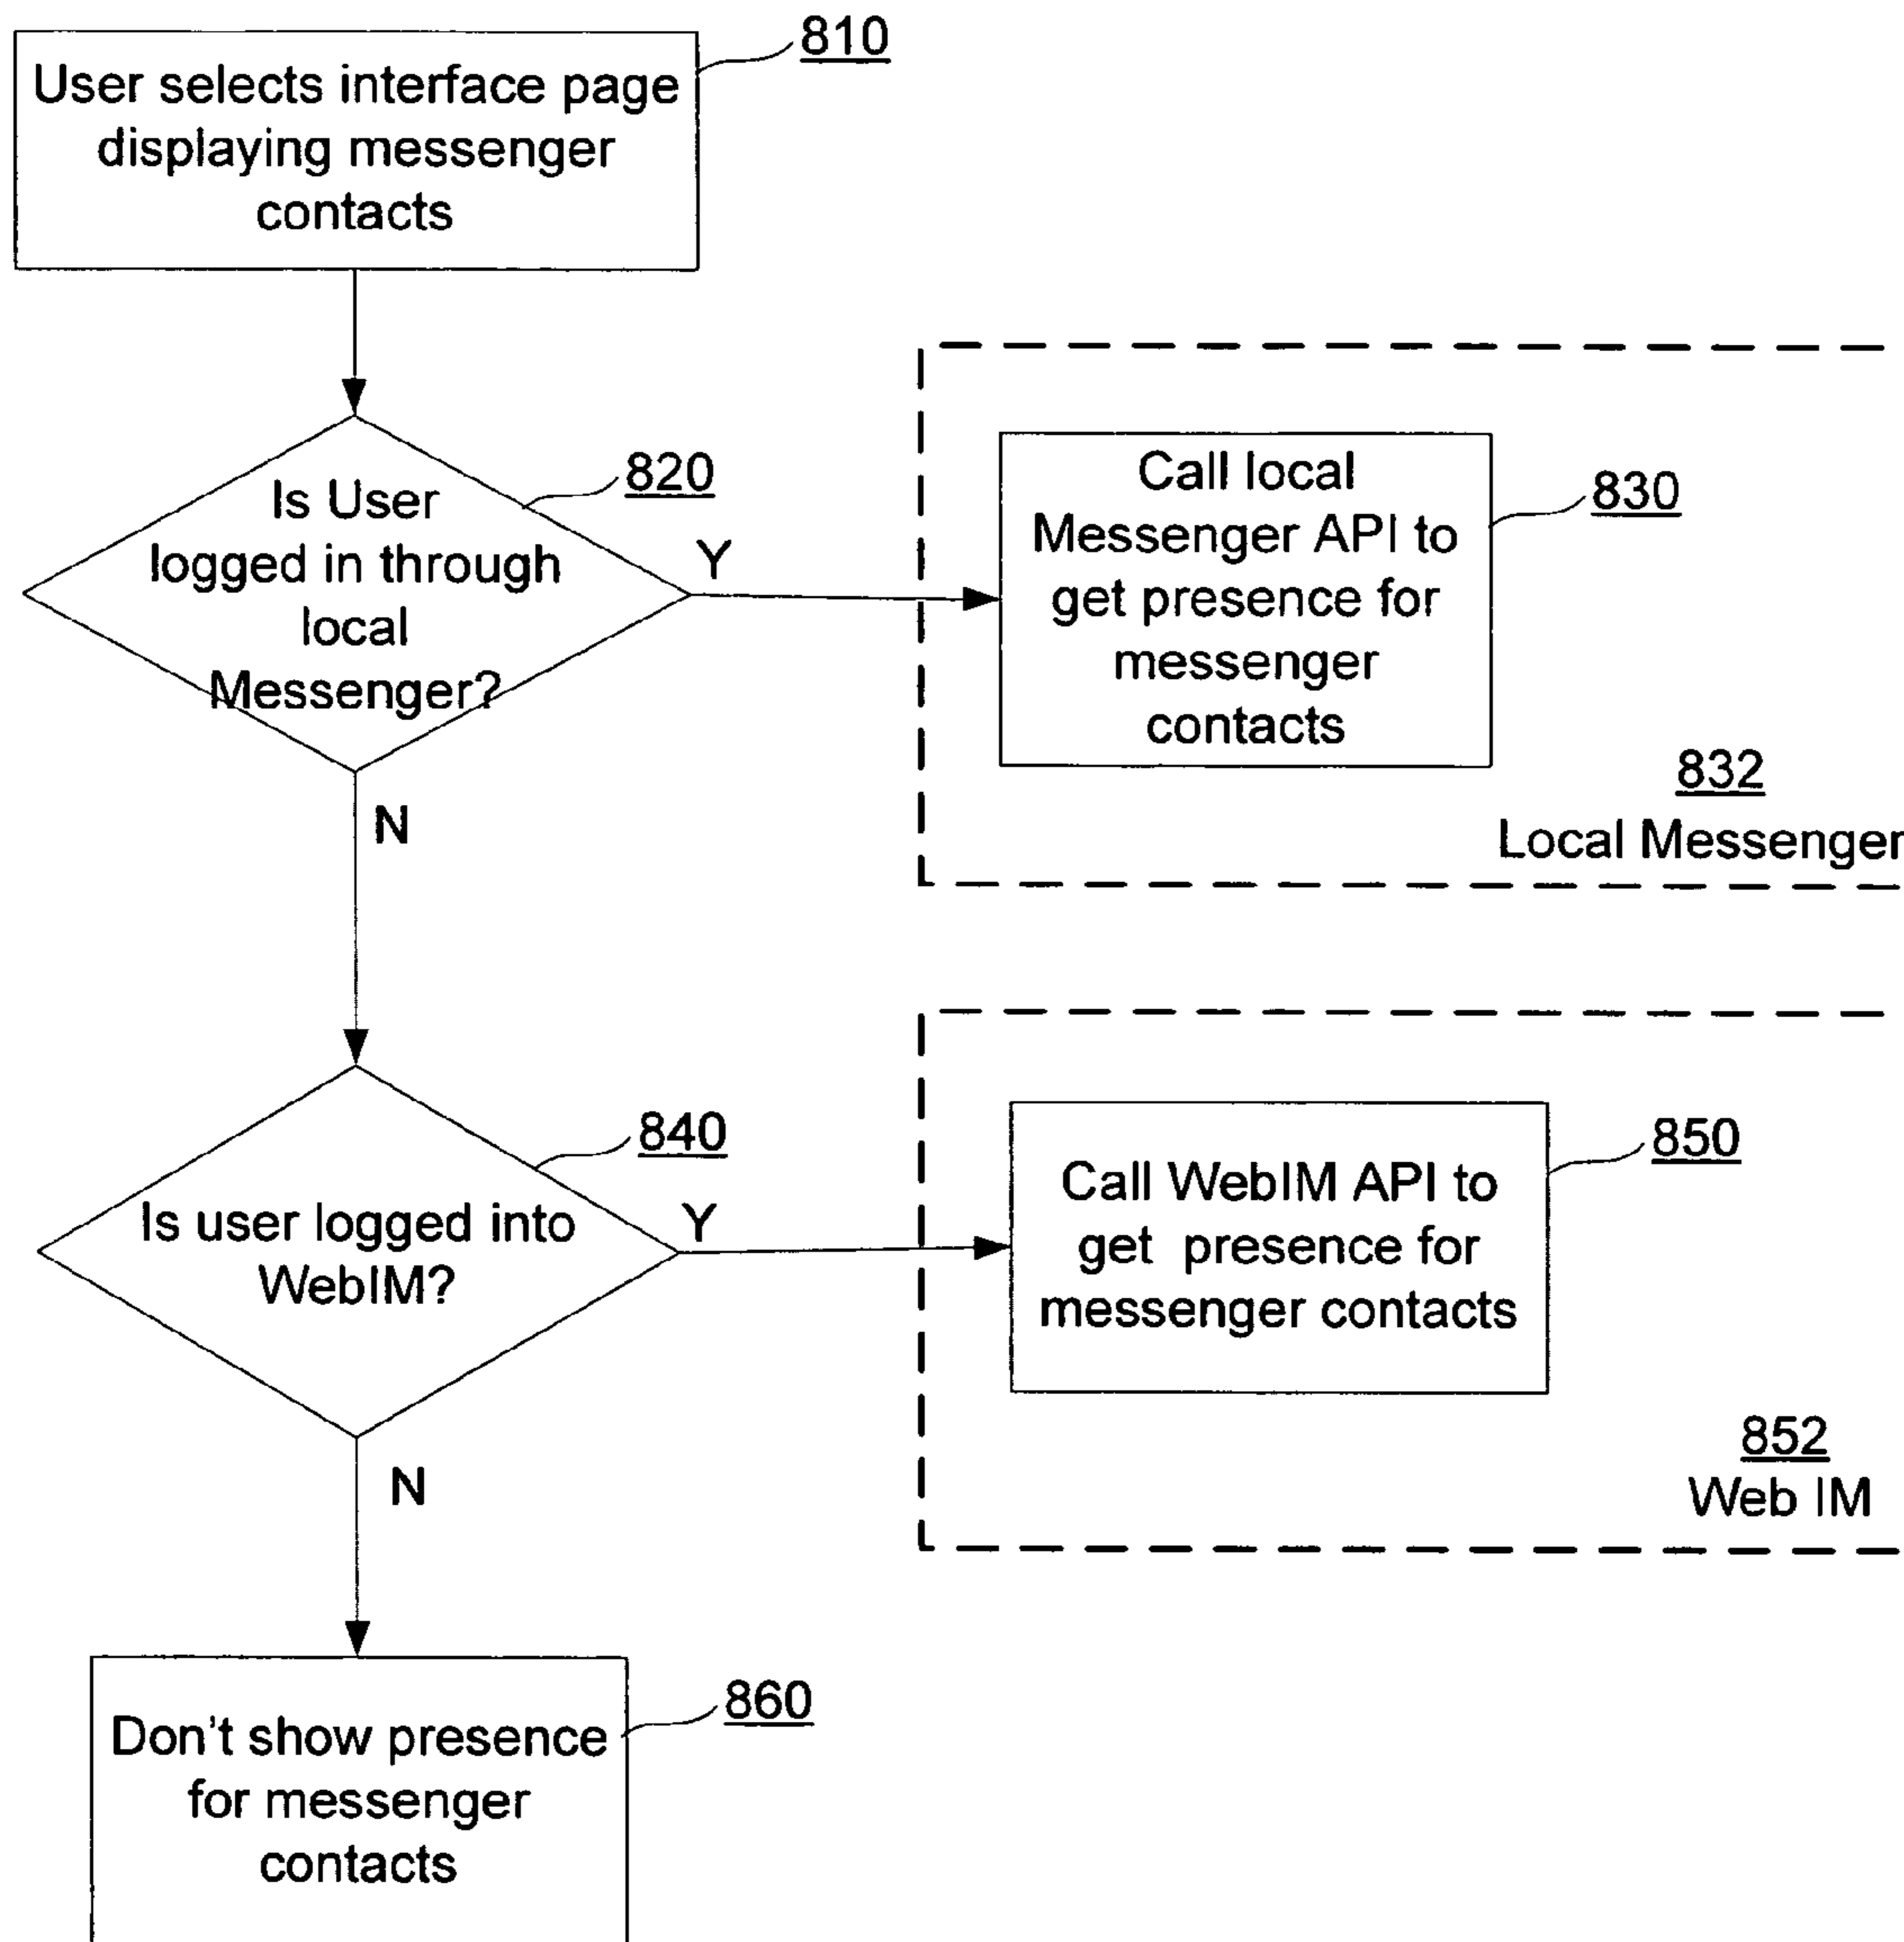 810
User selects interface page
displaying messenger
contacts
820
Is User
logged in through
local
Messenger?
Y
N
Call local
Messenger API to
get presence for
messenger
contacts
830
832
Local Messenger
840
Is user logged into
WebIM?
Y
N
Call WebIM API to
get presence for
messenger contacts
850
852
Web IM
Don't show presence
for messenger
contacts
860